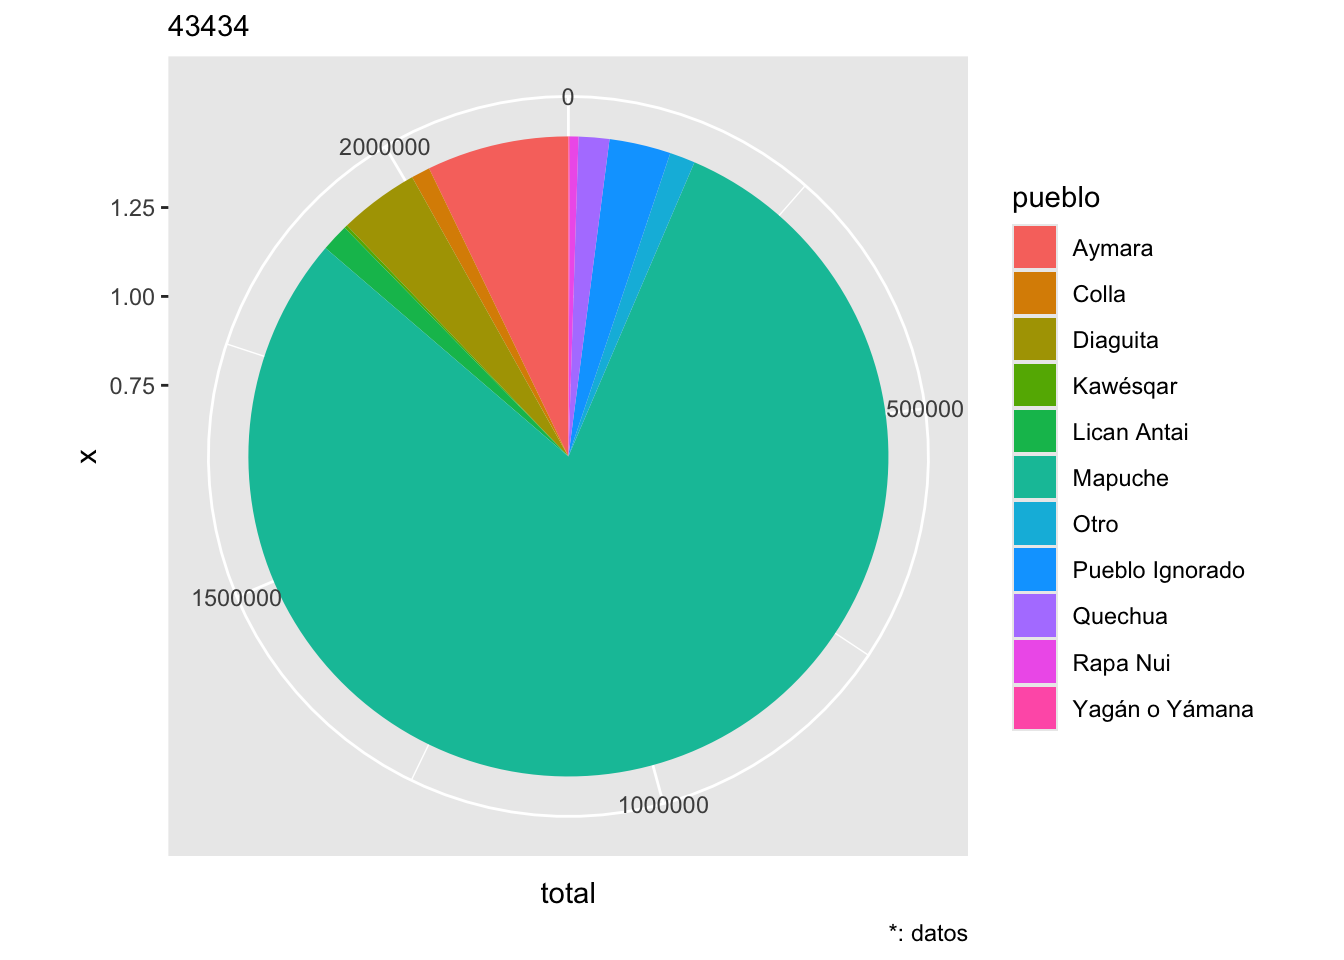 43434
0
2000000
1.25
1.00
0.75
500000
1500000
1000000
x
total
*: datos
pueblo
Aymara
Colla
Diaguita
Kawésqar
Lican Antai
Mapuche
Otro
Pueblo Ignorado
Quechua
Rapa Nui
Yagán o Yámana